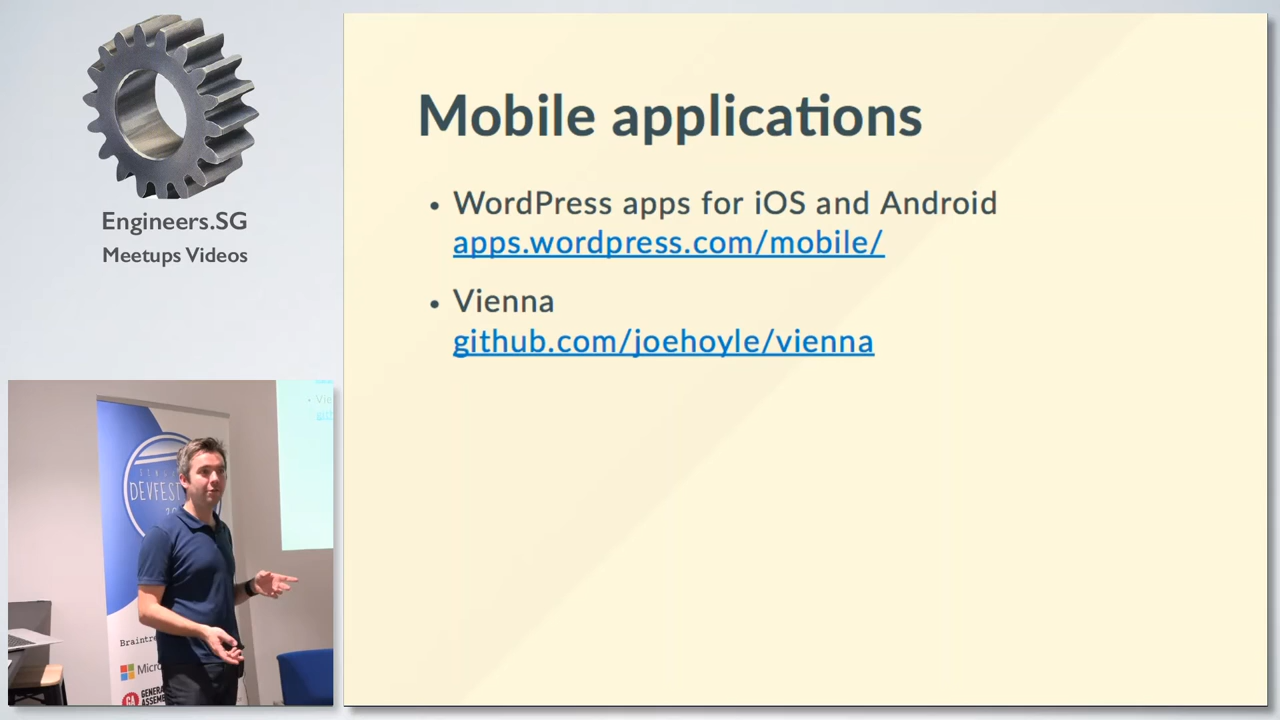 Engineers.SG
Meetups Videos
Mobile applications
• WordPress apps for iOS and Android
apps.wordpress.com/mobile/
• Vienna
github.com/joehoyle/vienna
DEVFEST